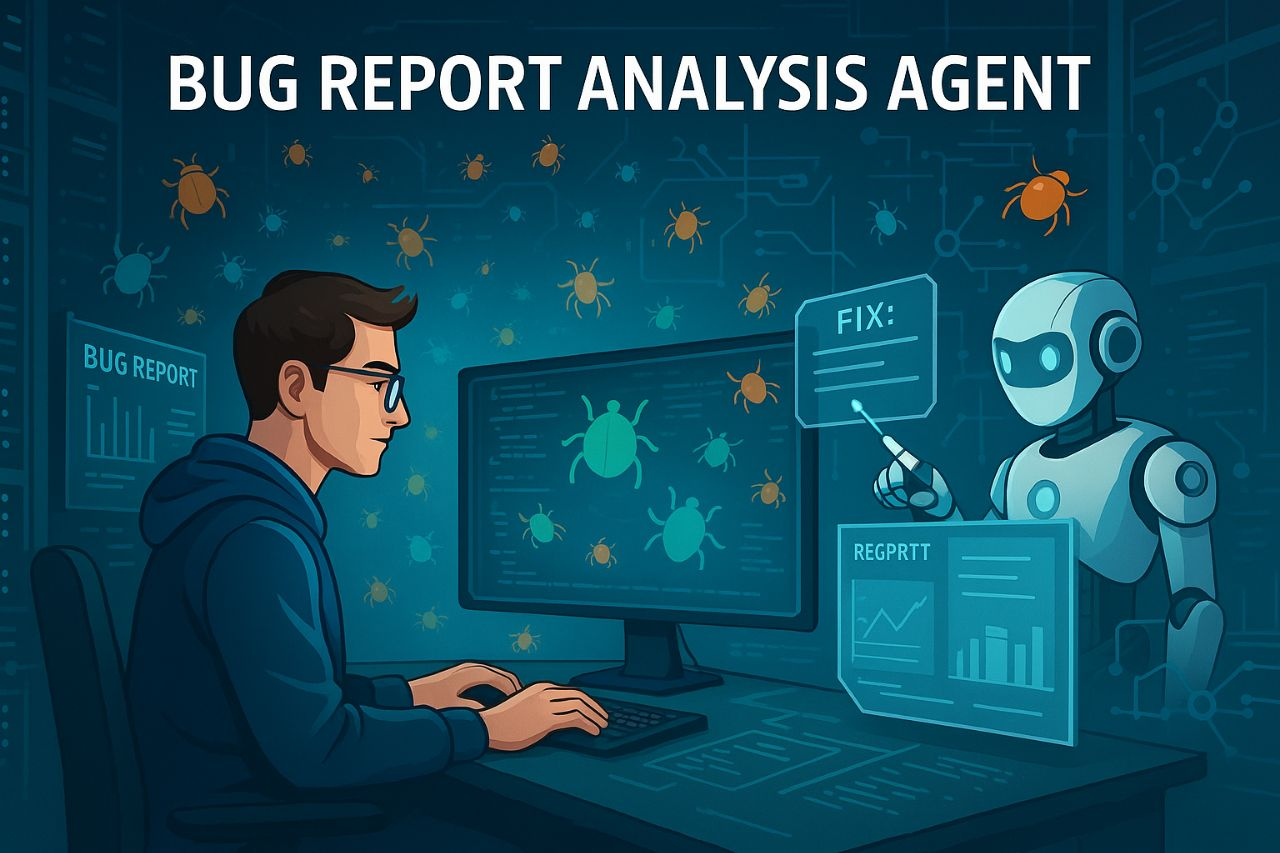 BUG REPORT ANALYSIS AGENT
FIX:
BUG REPORT
REGPRTT